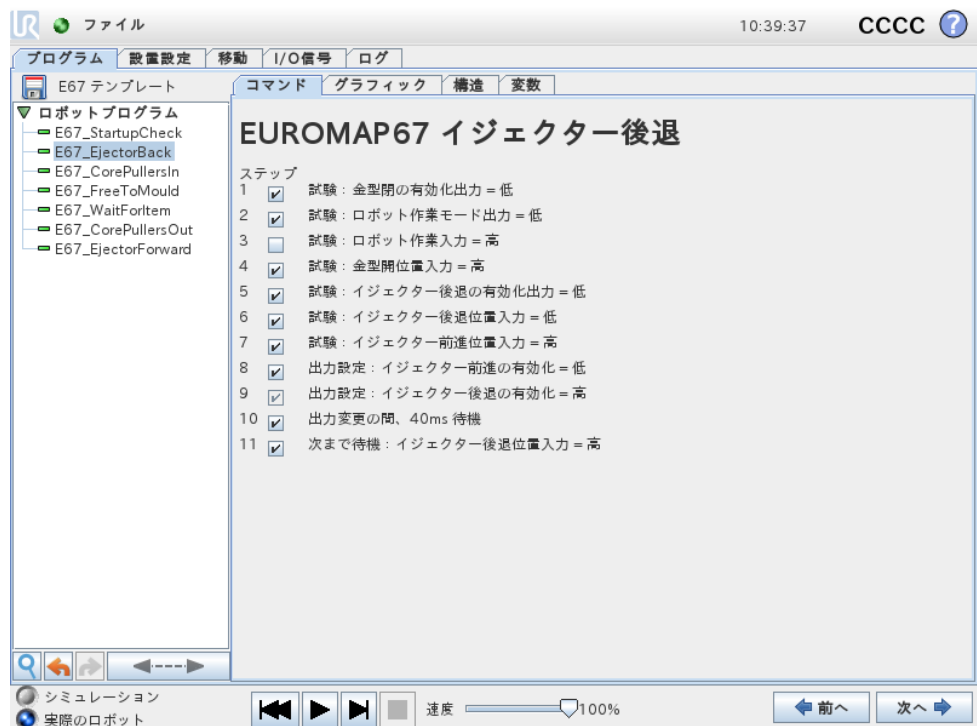 UR ファイル 10:39:37 CCCC ?
プログラム 設置設定 移動 I/O信号 ログ
E67 テンプレート
コマンド グラフィック 構造 変数
ロボットプログラム
E67_StartupCheck
E67_EjectorBack
E67_CorePullersIn
E67_FreeToMould
E67_WaitForItem
E67_CorePullersOut
E67_EjectorForward
EUROMAP67 イジェクター後退
ステップ
1 試験：金型閉の有効化出力 = 低
2 試験：ロボット作業モード出力 = 低
3 試験：ロボット作業入力 = 高
4 試験：金型開位置入力 = 高
5 試験：イジェクター後退の有効化出力 = 低
6 試験：イジェクター後退位置入力 = 低
7 試験：イジェクター前進位置入力 = 高
8 出力設定：イジェクター前進の有効化 = 低
9 出力設定：イジェクター後退の有効化 = 高
10 出力変更の間、40ms 待機
11 次まで待機：イジェクター後退位置入力 = 高
シミュレーション
実際のロボット
速度 100%
前へ 次へ